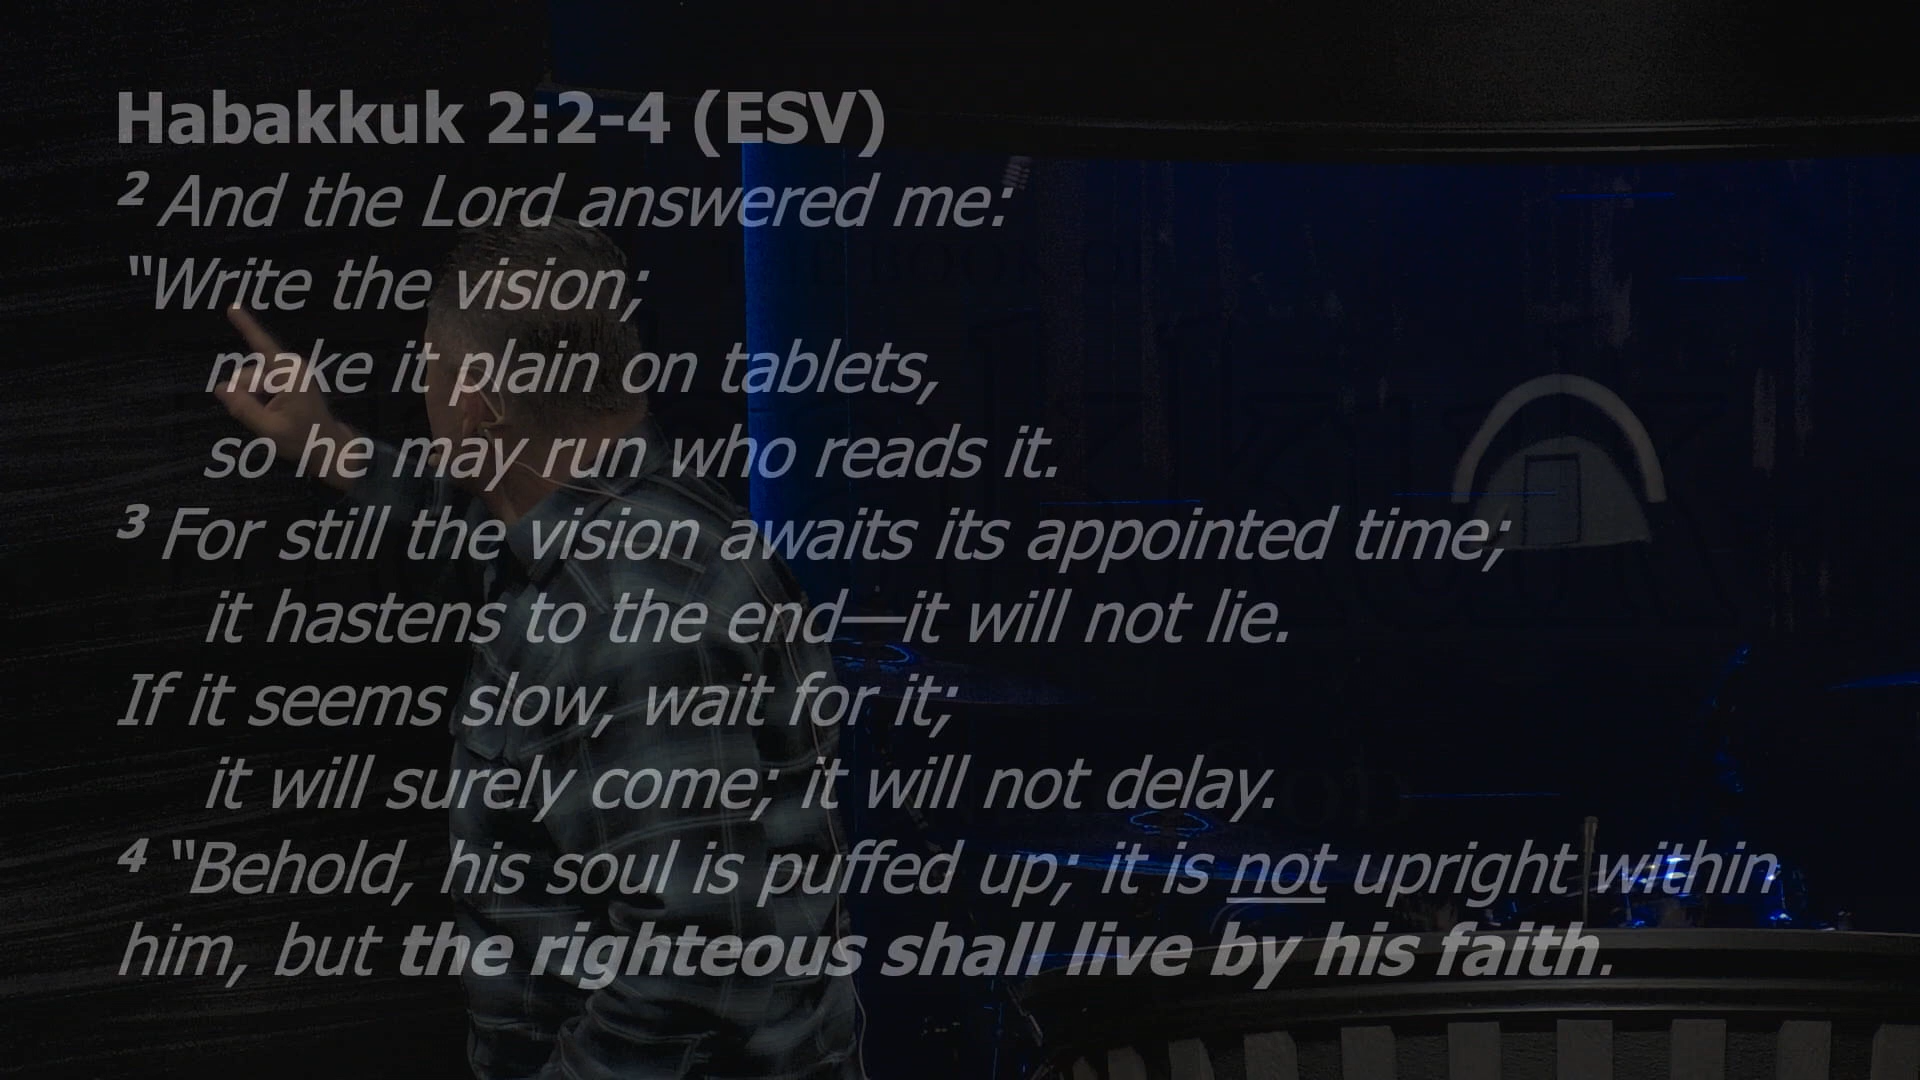 Habakkuk 2:2-4 (ESV)
2 And the Lord answered me:
“Write the vision;
make it plain on tablets,
so he may run who reads it.
3 For still the vision awaits its appointed time;
it hastens to the end—it will not lie.
If it seems slow, wait for it;
it will surely come; it will not delay.
4 “Behold, his soul is puffed up; it is not upright within
him, but the righteous shall live by his faith.